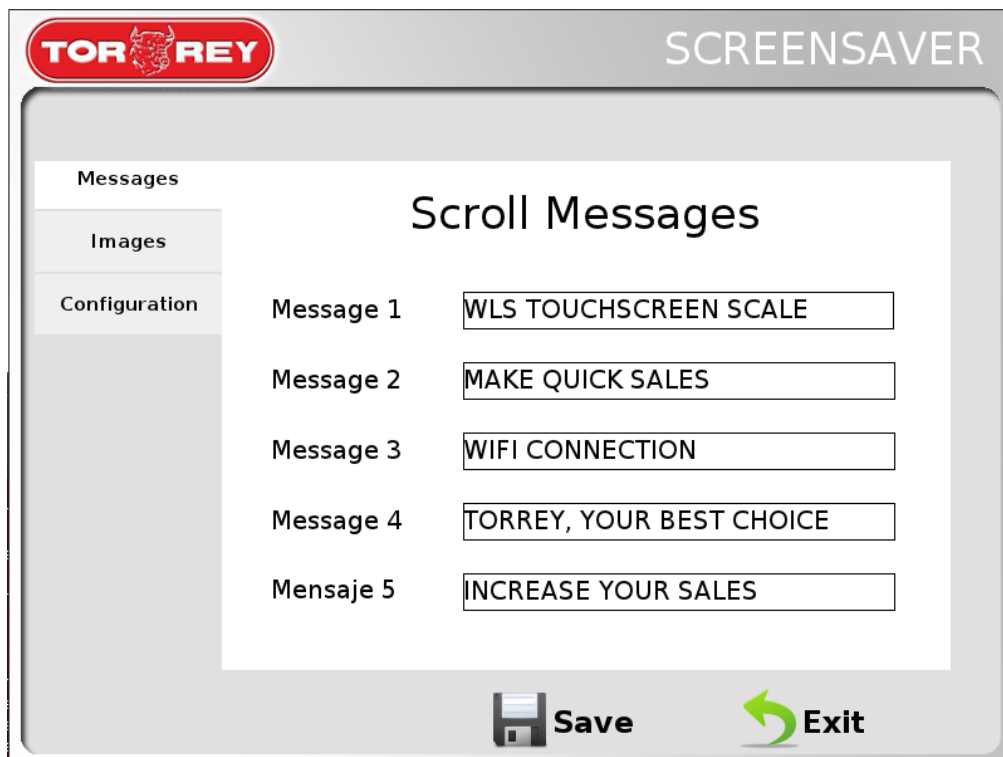 TORREY
SCREENSAVER
Messages
Images
Configuration
Scroll Messages
Message 1 WLS TOUCHSCREEN SCALE
Message 2 MAKE QUICK SALES
Message 3 WIFI CONNECTION
Message 4 TORREY, YOUR BEST CHOICE
Mensaje 5 INCREASE YOUR SALES
Save Exit